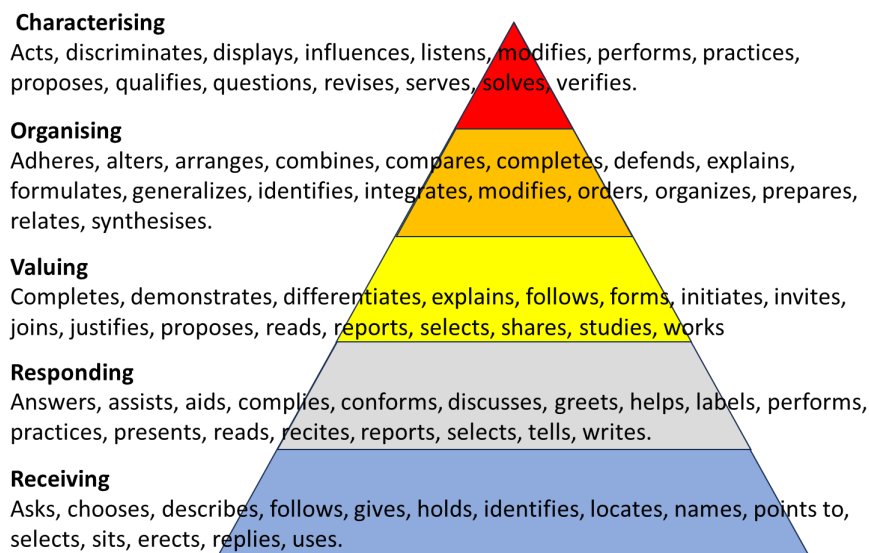 Characterising
Acts, discriminates, displays, influences, listens, modifies, performs, practices,
proposes, qualifies, questions, revises, serves, solves, verifies.
Organising
Adheres, alters, arranges, combines, compares, completes, defends, explains,
formulates, generalizes, identifies, integrates, modifies, orders, organizes, prepares,
relates, synthesises.
Valuing
Completes, demonstrates, differentiates, explains, follows, forms, initiates, invites,
joins, justifies, proposes, reads, reports, selects, shares, studies, works
Responding
Answers, assists, aids, complies, conforms, discusses, greets, helps, labels, performs,
practices, presents, reads, recites, reports, selects, tells, writes.
Receiving
Asks, chooses, describes, follows, gives, holds, identifies, locates, names, points to,
selects, sits, erects, replies, uses.